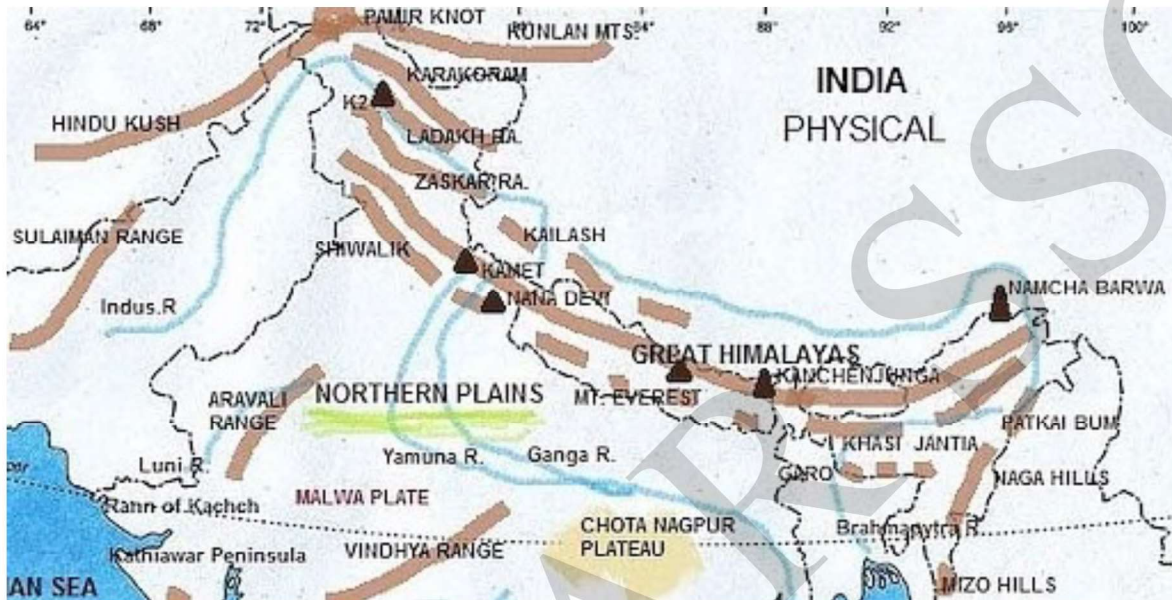 64° 68° 72° 84° 88° 96° 100°
PAMIR KNOT
KUNLAN MTS.
KARAKORAM
INDIA
PHYSICAL
K2
HINDU KUSH
LADAKH RA.
ZASKAR RA.
SULAIMAN RANGE
KAILASH
SHIWALIK
KAMET
NAMCHA BARWA
NANA DEVI
Indus.R
GREAT HIMALAYAS
KANCHENJUNGA
NORTHERN PLAINS
MT. EVEREST
ARAVALI
RANGE
PATKAI BUM
KHASI JANTIA
Yamuna R.
Ganga R.
Luni R.
GARO
NAGA HILLS
MALWA PLATE
Rann of Kachch
CHOTA NAGPUR
PLATEAU
Brahmanytra R
VINDHYA RANGE
Kathiawar Peninsula
AN SEA
MIZO HILLS